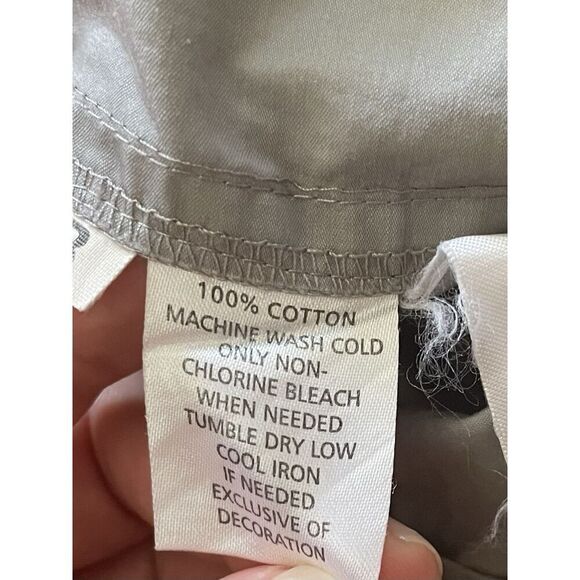 100% COTTON
MACHINE WASH COLD
ONLY NON-
CHLORINE BLEACH
WHEN NEEDED
TUMBLE DRY LOW
COOL IRON
IF NEEDED
EXCLUSIVE OF
DECORATION